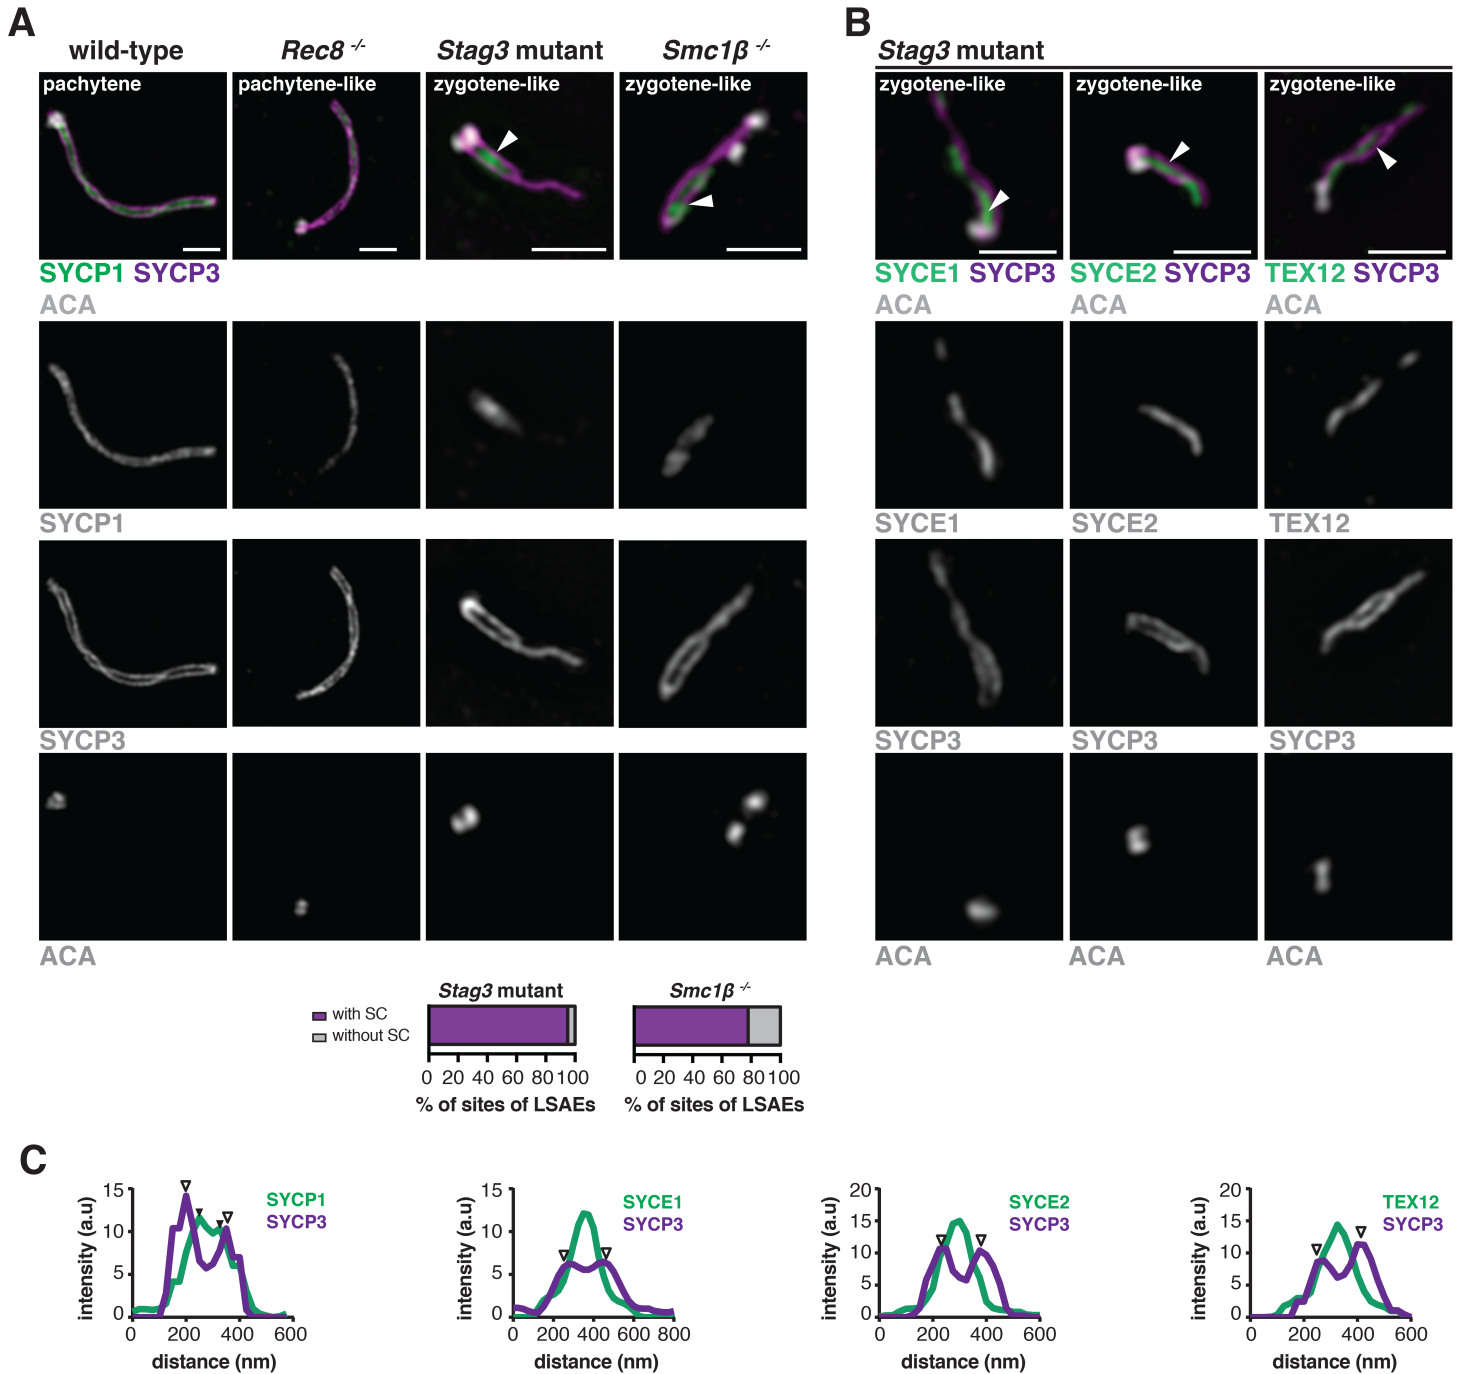 A
B
wild-type Rec8 -/- Stag3 mutant Smc1β -/-
Stag3 mutant
pachytene pachytene-like zygotene-like zygotene-like
zygotene-like zygotene-like zygotene-like
SYCP1 SYCP3
ACA
SYCE1 SYCP3 SYCE2 SYCP3 TEX12 SYCP3
ACA ACA ACA
SYCP1
SYCE1 SYCE2 TEX12
SYCP3
SYCP3 SYCP3 SYCP3
ACA
ACA ACA ACA
Stag3 mutant Smc1β -/-
with SC
without SC
0 20 40 60 80 100 0 20 40 60 80 100
% of sites of LSAEs % of sites of LSAEs
C
intensity (a.u)
15
10
5
0
0 200 400 600
distance (nm)
SYCP1
SYCP3
intensity (a.u)
15
10
5
0
0 200 400 600 800
distance (nm)
SYCE1
SYCP3
intensity (a.u)
20
15
10
5
0
0 200 400 600
distance (nm)
SYCE2
SYCP3
intensity (a.u)
20
15
10
5
0
0 200 400 600
distance (nm)
TEX12
SYCP3